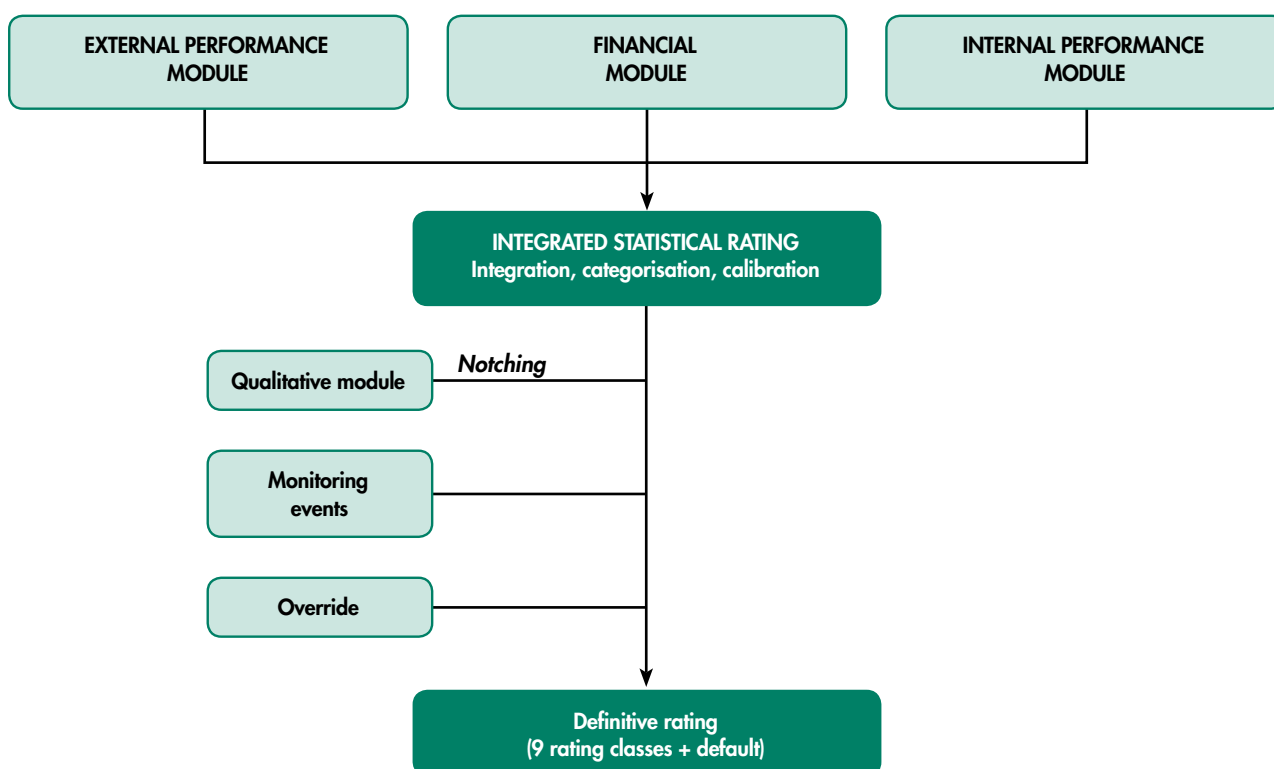 EXTERNAL PERFORMANCE
MODULE
FINANCIAL
MODULE
INTERNAL PERFORMANCE
MODULE
INTEGRATED STATISTICAL RATING
Integration, categorisation, calibration
Qualitative module
Notching
Monitoring
events
Override
Definitive rating
(9 rating classes + default)